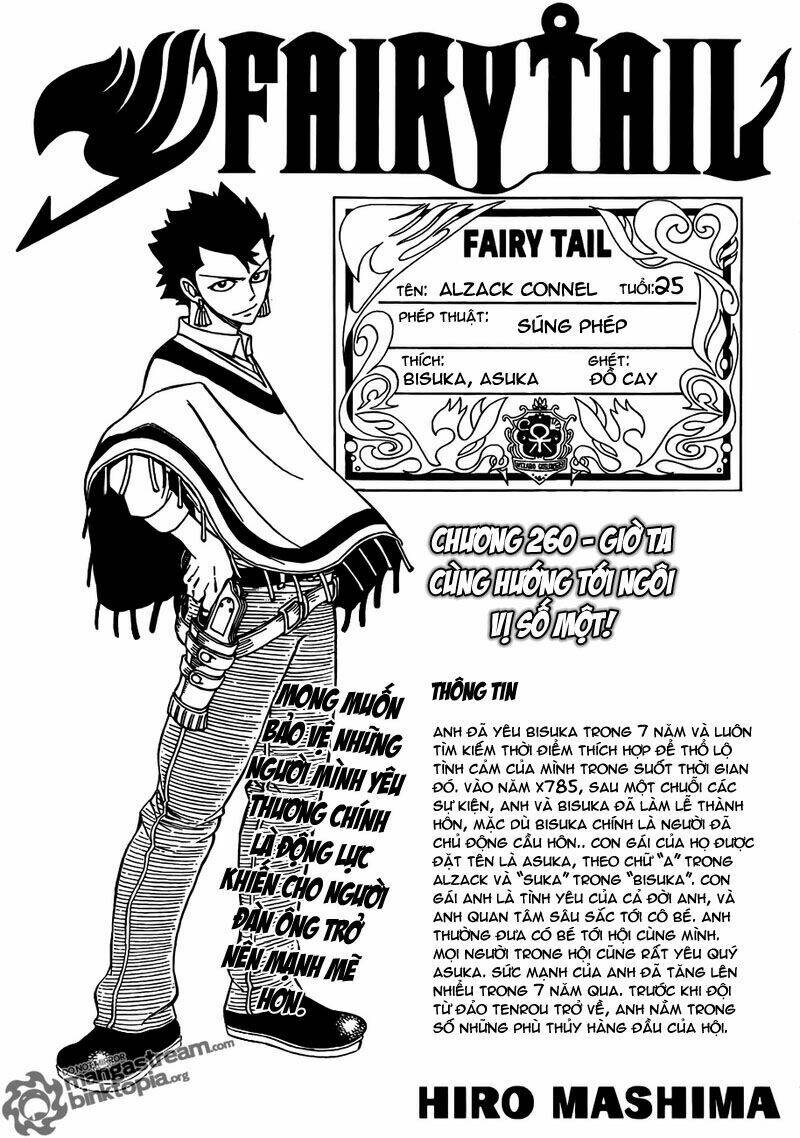 FAIRY TAIL
FAIRY TAIL
TÊN: ALZACK CONNEL TUỔI: 25
PHÉP THUẬT: SÚNG PHÉP
THÍCH: GHÉT:
BISUKA, ASUKA ĐỒ CAY
CHƯƠNG 260 - GIỜ TA
CÙNG HƯỚNG TỚI NGÔI
VỊ SỐ MỘT!
MONG MUỐN
BẢO VỆ NHỮNG
NGƯỜI MÌNH YÊU
THƯƠNG CHÍNH
LÀ ĐỘNG LỰC
KHIẾN CHO NGƯỜI
ĐÀN ÔNG TRỞ
NÊN MẠNH MẼ
HƠN.
THÔNG TIN
ANH ĐÃ YÊU BISUKA TRONG 7 NĂM VÀ LUÔN
TÌM KIẾM THỜI ĐIỂM THÍCH HỢP ĐỂ THỔ LỘ
TÌNH CẢM CỦA MÌNH TRONG SUỐT THỜI GIAN
ĐÓ. VÀO NĂM X785, SAU MỘT CHUỖI CÁC
SỰ KIỆN, ANH VÀ BISUKA ĐÃ LÀM LỄ THÀNH
HÔN, MẶC DÙ BISUKA CHÍNH LÀ NGƯỜI ĐÃ
CHỦ ĐỘNG CẦU HÔN.. CON GÁI CỦA HỌ ĐƯỢC
ĐẶT TÊN LÀ ASUKA, THEO CHỮ "A" TRONG
ALZACK VÀ "SUKA" TRONG "BISUKA". CON
GÁI ANH LÀ TÌNH YÊU CỦA CẢ ĐỜI ANH, VÀ
ANH QUAN TÂM SÂU SẮC TỚI CÔ BÉ. ANH
THƯỜNG ĐƯA CÓ BÉ TỚI HỘI CÙNG MÌNH.
MỌI NGƯỜI TRONG HỘI CŨNG RẤT YÊU QUÝ
ASUKA. SỨC MẠNH CỦA ANH ĐÃ TĂNG LÊN
NHIỀU TRONG 7 NĂM QUA. TRƯỚC KHI ĐỘI
TỪ ĐẢO TENROU TRỞ VỀ, ANH NẰM TRONG
SỐ NHỮNG PHÙ THỦY HÀNG ĐẦU CỦA HỘI.
DO NOT MIRROR
mangastream.com
binktopia.org
HIRO MASHIMA